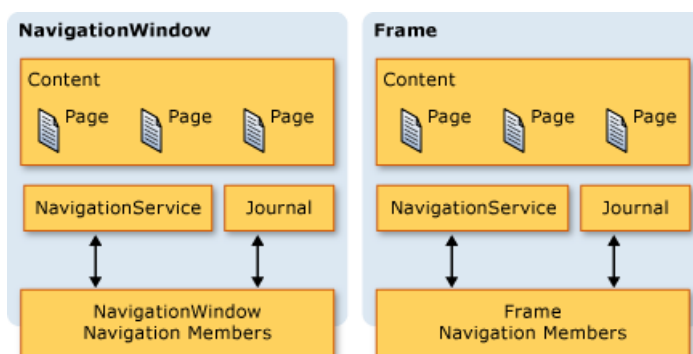 NavigationWindow
Content
Page Page Page
NavigationService Journal
NavigationWindow
Navigation Members
Frame
Content
Page Page Page
NavigationService Journal
Frame
Navigation Members